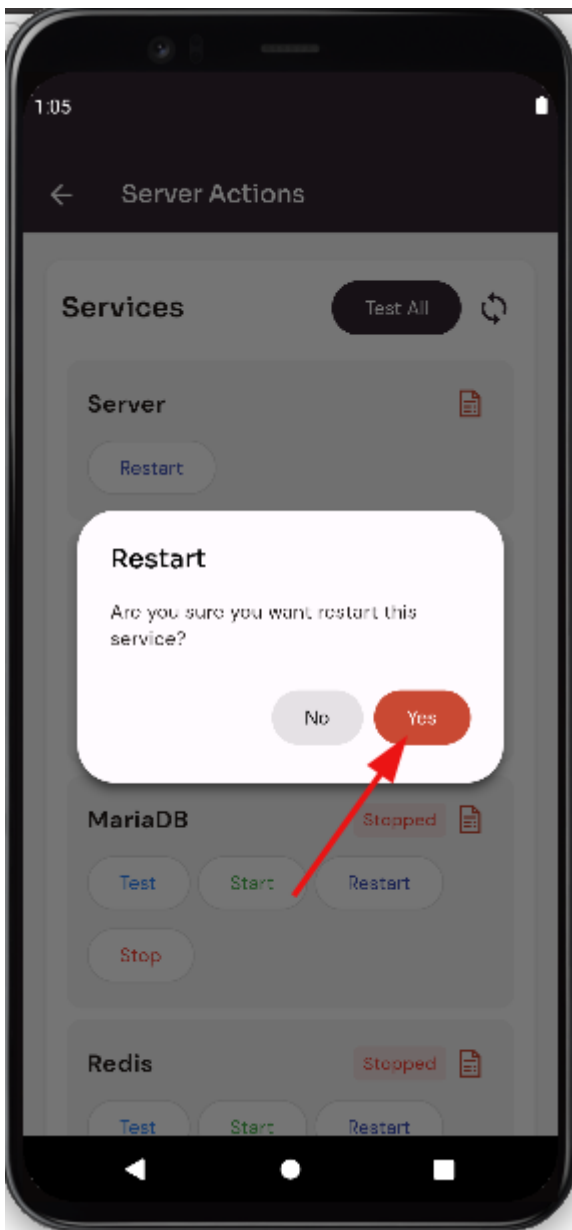 1:05
Server Actions
Services
Test All
Server
Restart
Restart
Are you sure you want restart this
service?
No
Yes
MariaDB
Stopped
Test
Start
Restart
Stop
Redis
Stopped
Test
Start
Restart